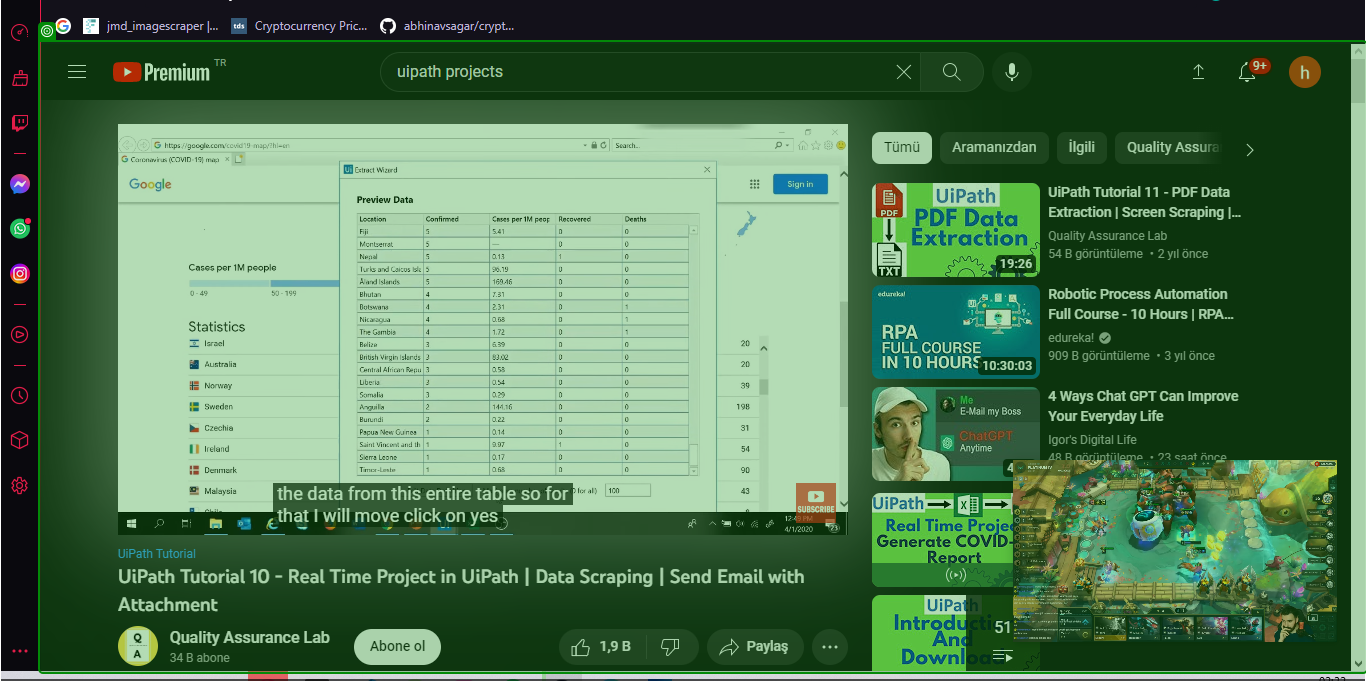 jmd_imagescraper |...
tds
Cryptocurrency Pric...
abhinavsagar/crypt...
Premium TR
uipath projects
9+
h
https://google.com/covid19-map/?hl=en
Search...
Coronavirus (COVID-19) map
Google
Extract Wizard
Sign in
Preview Data
Location Confirmed Cases per 1M peop Recovered Deaths
Fiji 5 5.41 0 0
Montserrat 5 — 0 0
Nepal 5 0.13 1 0
Turks and Caicos Isla 5 96.19 0 0
Åland Islands 5 169.46 0 0
Bhutan 4 7.31 0 0
Botswana 4 2.31 0 1
Nicaragua 4 0.68 0 1
The Gambia 4 1.72 0 1
Belize 3 6.39 0 0
British Virgin Islands 3 83.02 0 0
Central African Repu 3 0.58 0 0
Liberia 3 0.54 0 0
Somalia 3 0.29 0 0
Anguilla 2 144.16 0 0
Burundi 2 0.22 0 0
Papua New Guinea 1 0.14 0 0
Saint Vincent and th 1 9.97 1 0
Sierra Leone 1 0.17 0 0
Timor-Leste 1 0.68 0 0
for all) 100
Cases per 1M people
0 - 49 50 - 199
Statistics
Israel 20
Australia 20
Norway 39
Sweden 198
Czechia 31
Ireland 54
Denmark 90
Malaysia 43
the data from this entire table so for
that I will move click on yes
SUBSCRIBE
4/1/2020
23
UiPath Tutorial
UiPath Tutorial 10 - Real Time Project in UiPath | Data Scraping | Send Email with
Attachment
Q
A
Quality Assurance Lab
34 B abone
Abone ol
1,9 B
Paylaş
Tümü
Aramanızdan
İlgili
Quality Assura
PDF
TXT
UiPath
PDF Data
Extraction
19:26
UiPath Tutorial 11 - PDF Data
Extraction | Screen Scraping |...
Quality Assurance Lab
54 B görüntüleme • 2 yıl önce
edureka!
RPA
FULL COURSE
IN 10 HOURS
10:30:03
Robotic Process Automation
Full Course - 10 Hours | RPA...
edureka!
909 B görüntüleme • 3 yıl önce
Me
E-Mail my Boss
ChatGPT
Anytime
4 Ways Chat GPT Can Improve
Your Everyday Life
Igor's Digital Life
48 B görüntüleme • 23 saat önce
UiPath
Real Time Proje
Generate COVID-
Report
UiPath
Introducti
And
Downloa
51